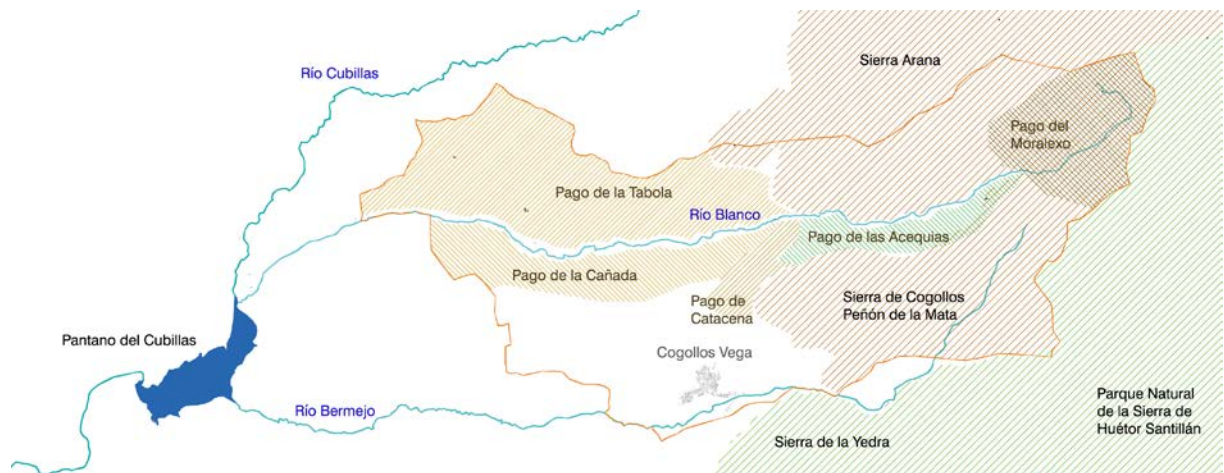 Sierra Arana
Río Cubillas
Pago del
Moralexo
Pago de la Tabola
Río Blanco
Pago de las Acequias
Pago de la Cañada
Pago de
Catacena
Sierra de Cogollos
Peñón de la Mata
Pantano del Cubillas
Cogollos Vega
Río Bermejo
Parque Natural
de la Sierra de
Huétor Santillán
Sierra de la Yedra